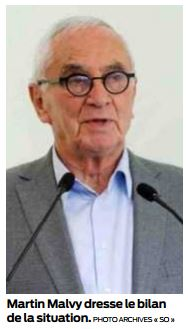 Martin Malvy dresse le bilan
de la situation. PHOTO ARCHIVES « SO »